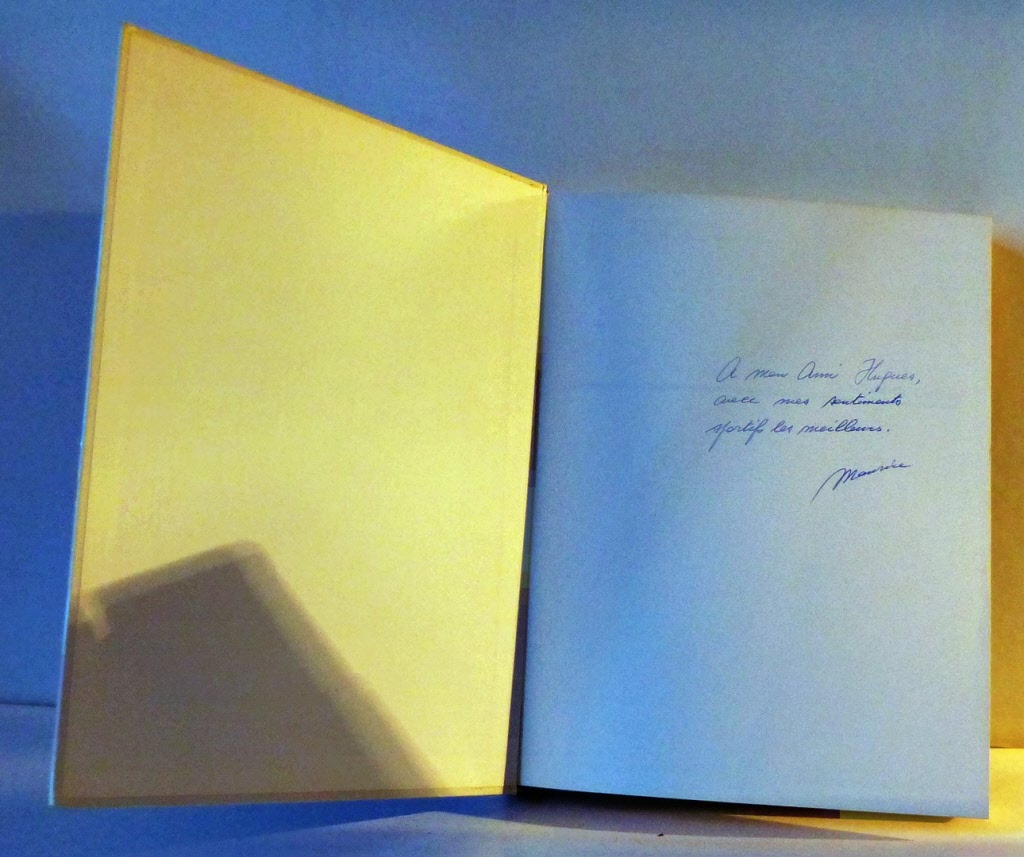 A mon Ami Hugues,
avec mes sentiments
sportifs les meilleurs.
Maurice